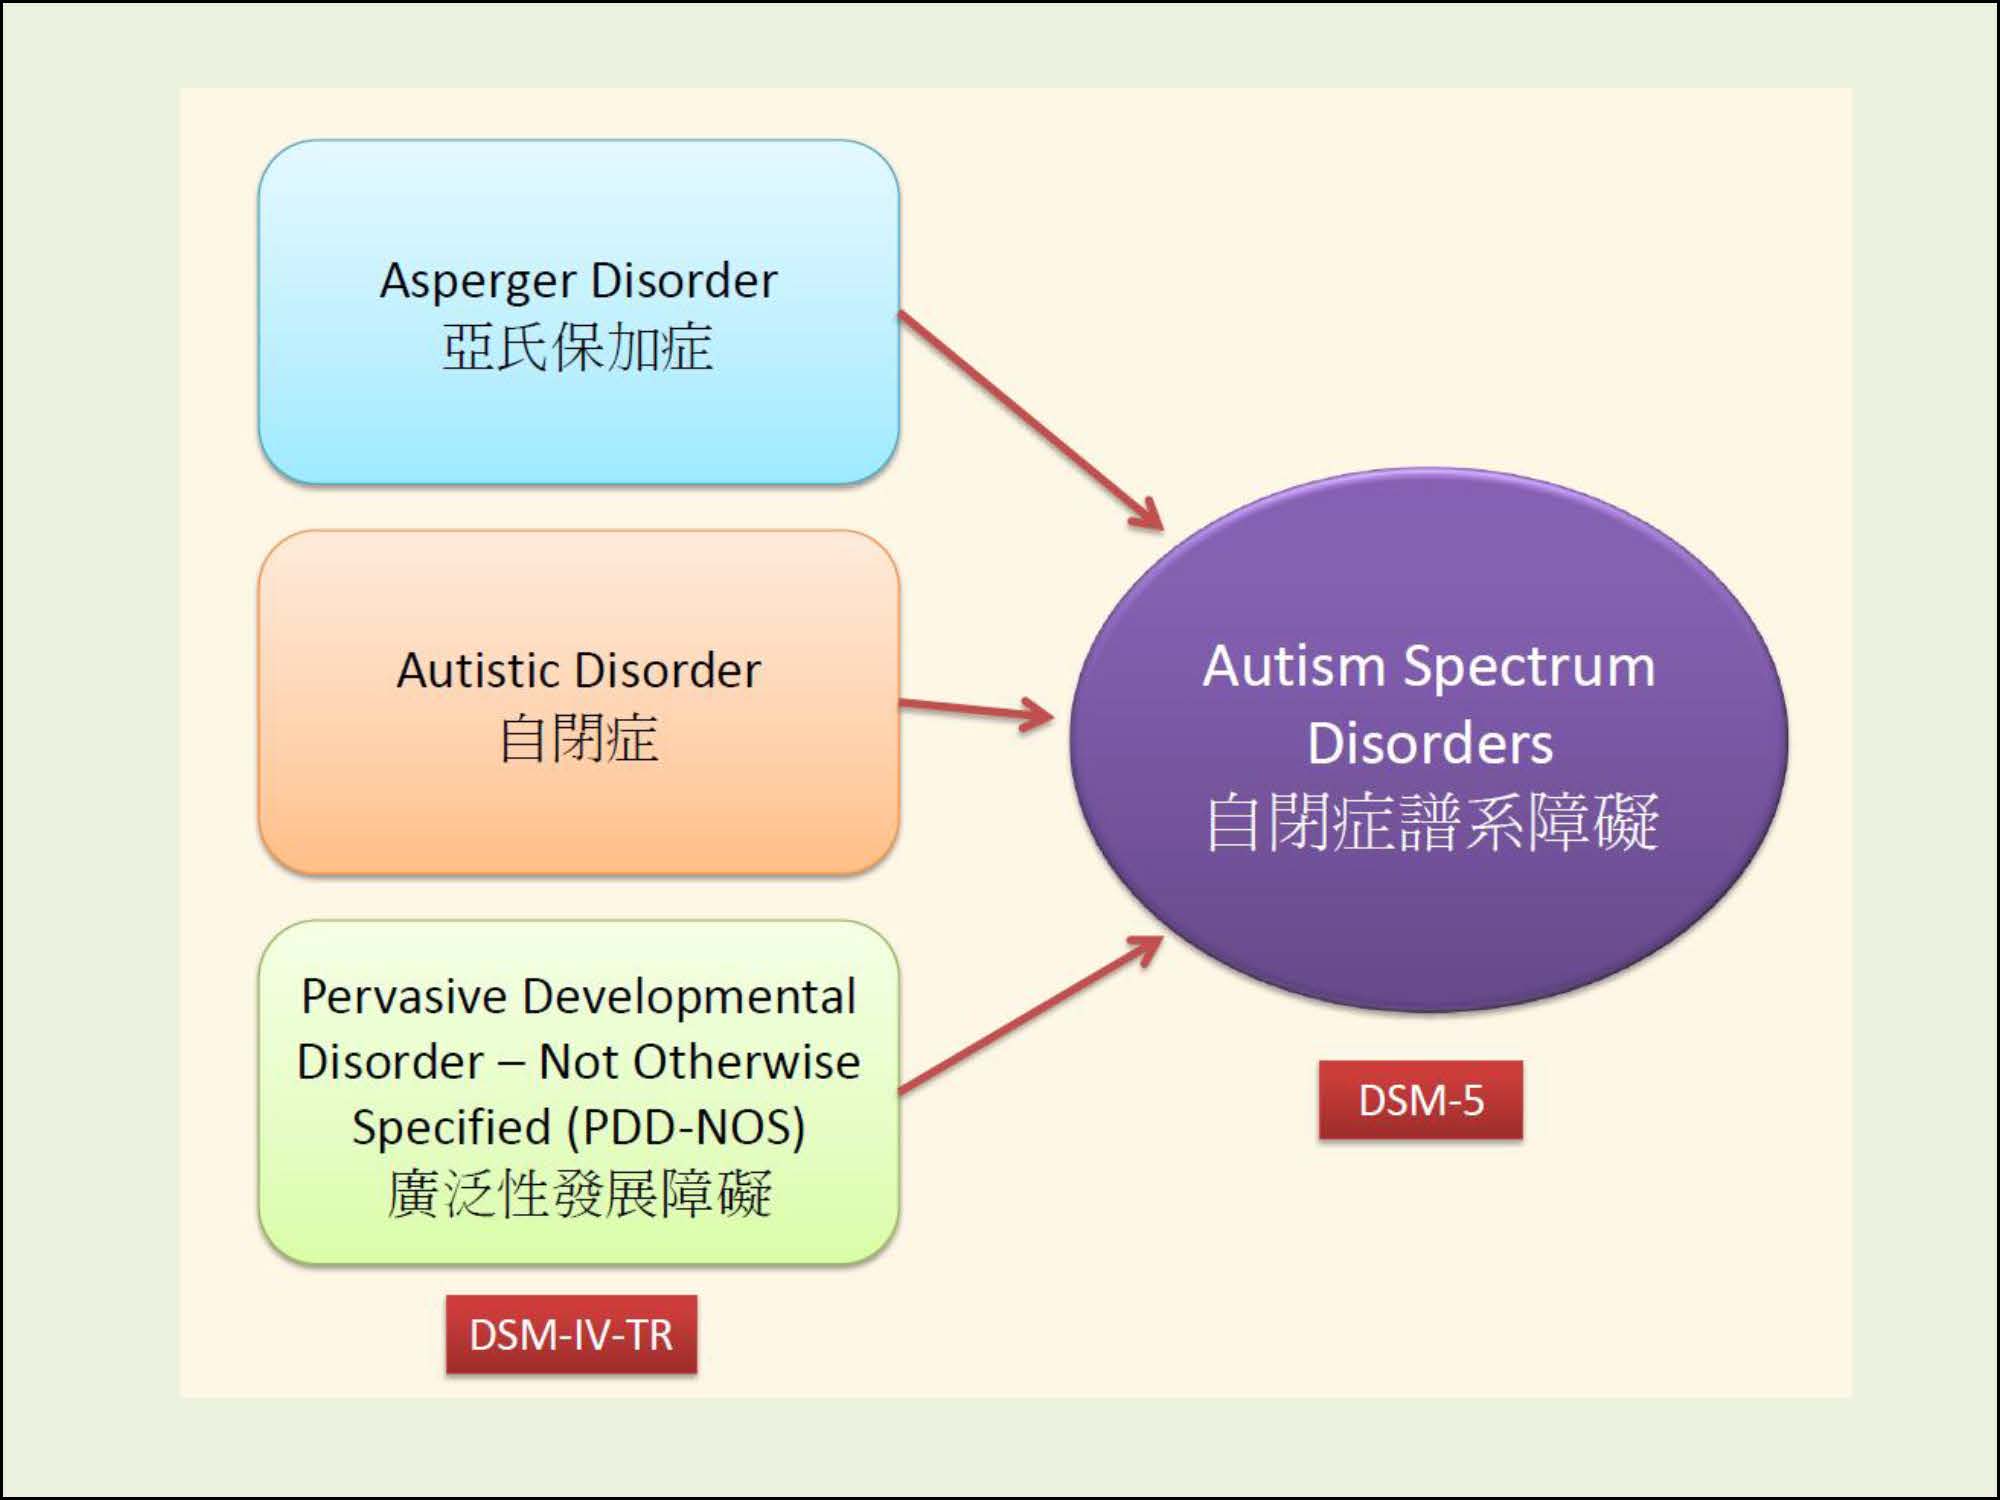 Asperger Disorder
亞氏保加症
Autistic Disorder
自閉症
Pervasive Developmental
Disorder – Not Otherwise
Specified (PDD-NOS)
廣泛性發展障礙
DSM-IV-TR
Autism Spectrum
Disorders
自閉症譜系障礙
DSM-5